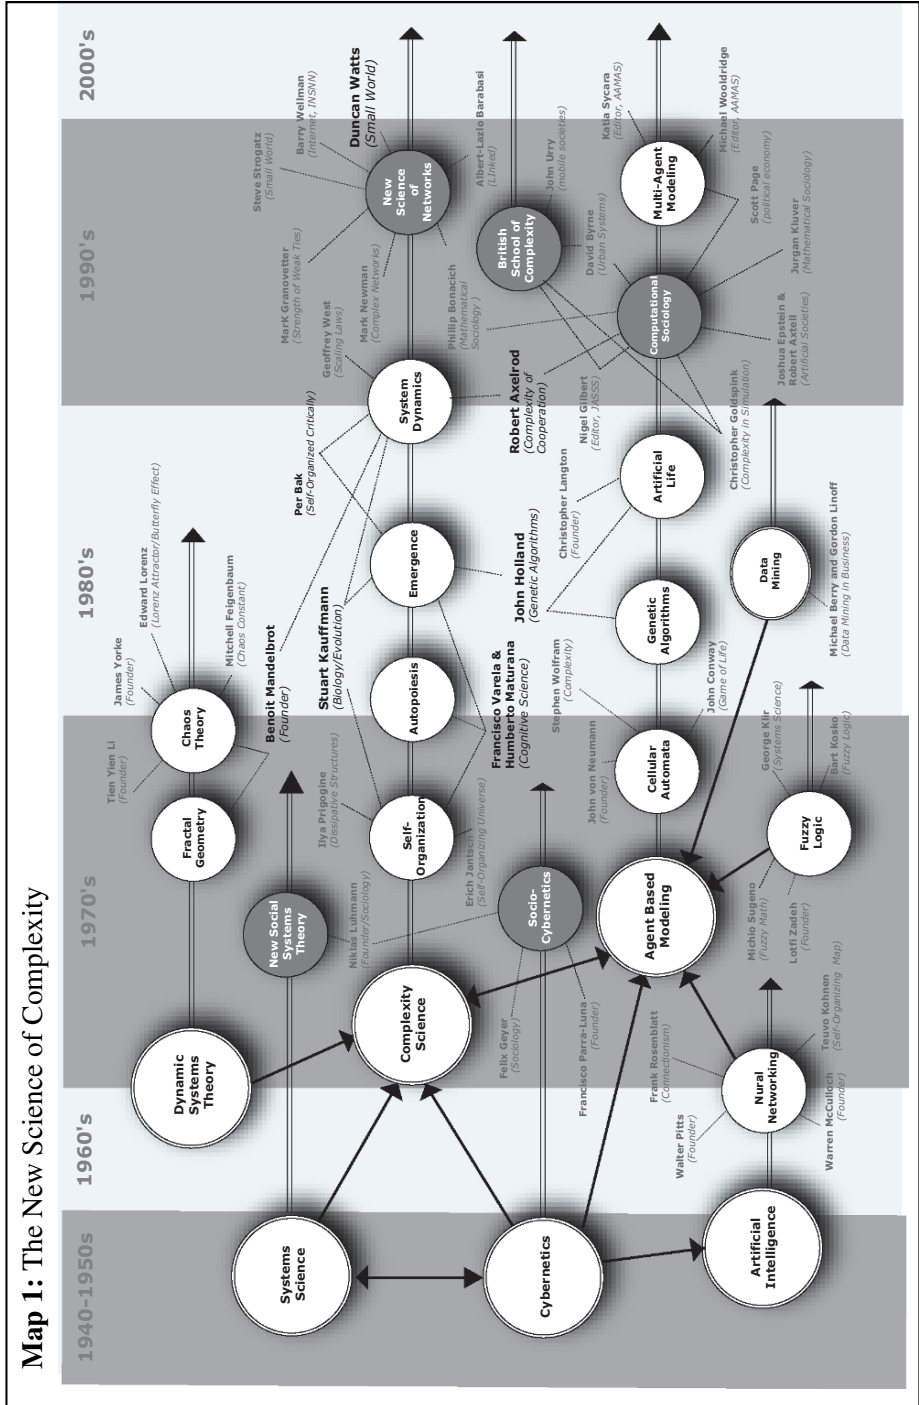 Map 1: The New Science of Complexity
1940-1950s
1960's
1970's
1980's
1990's
2000's
Dynamic
Systems
Theory
Fractal
Geometry
Chaos
Theory
Tien Yien Li
(Founder)
James Yorke
(Founder)
Edward Lorenz
(Lorenz Attractor/Butterfly Effect)
Mitchell Feigenbaum
(Chaos Constant)
Benoit Mandelbrot
(Founder)
Systems
Science
New Social
Systems
Theory
Niklas Luhmann
(Founder/Sociology)
Complexity
Science
Self-
Organization
Ilya Prigogine
(Dissipative Structures)
Erich Jantsch
(Self-Organizing Universe)
Autopoiesis
Stuart Kauffmann
(Biology/Evolution)
Francisco Varela &
Humberto Maturana
(Cognitive Science)
Emergence
Per Bak
(Self-Organized Critically)
John Holland
(Genetic Algorithms)
System
Dynamics
Geoffrey West
(Scaling Laws)
Robert Axelrod
(Complexity of
Cooperation)
New
Science
of
Networks
Mark Granovetter
(Strength of Weak Ties)
Steve Strogatz
(Small World)
Barry Wellman
(Internet, INSNN)
Duncan Watts
(Small World)
Mark Newman
(Complex Networks)
Albert-Lazlo Barabasi
(LInked)
Phillip Bonacich
(Mathematical
Sociology )
Cybernetics
Socio-
Cybernetics
Felix Geyer
(Sociology)
Francisco Parra-Luna
(Founder)
British
School of
Complexity
John Urry
(mobile societies)
David Byrne
(Urban Systems)
Nigel Gilbert
(Editor, JASSS)
Agent Based
Modeling
Cellular
Automata
John von Neumann
(Founder)
Stephen Wolfram
(Complexity)
John Conway
(Game of Life)
Genetic
Algorithms
Artificial
Life
Christopher Langton
(Founder)
Computational
Sociology
Christopher Goldspink
(Complexity in Simulation)
Joshua Epstein &
Robert Axtell
(Artificial Societies)
Jurgan Kluver
(Mathematical Sociology)
Scott Page
(political economy)
Multi-Agent
Modeling
Katia Sycara
(Editor, AAMAS)
Michael Wooldridge
(Editor, AAMAS)
Artificial
Intelligence
Nural
Networking
Walter Pitts
(Founder)
Frank Rosenblatt
(Connectionism)
Warren McCulloch
(Founder)
Teuvo Kohnen
(Self-Organizing Map)
Fuzzy
Logic
Michio Sugeno
(Fuzzy Math)
Lotfi Zadeh
(Founder)
George Klir
(Systems Science)
Bart Kosko
(Fuzzy Logic)
Data
Mining
Michael Berry and Gordon Linoff
(Data Mining in Business)